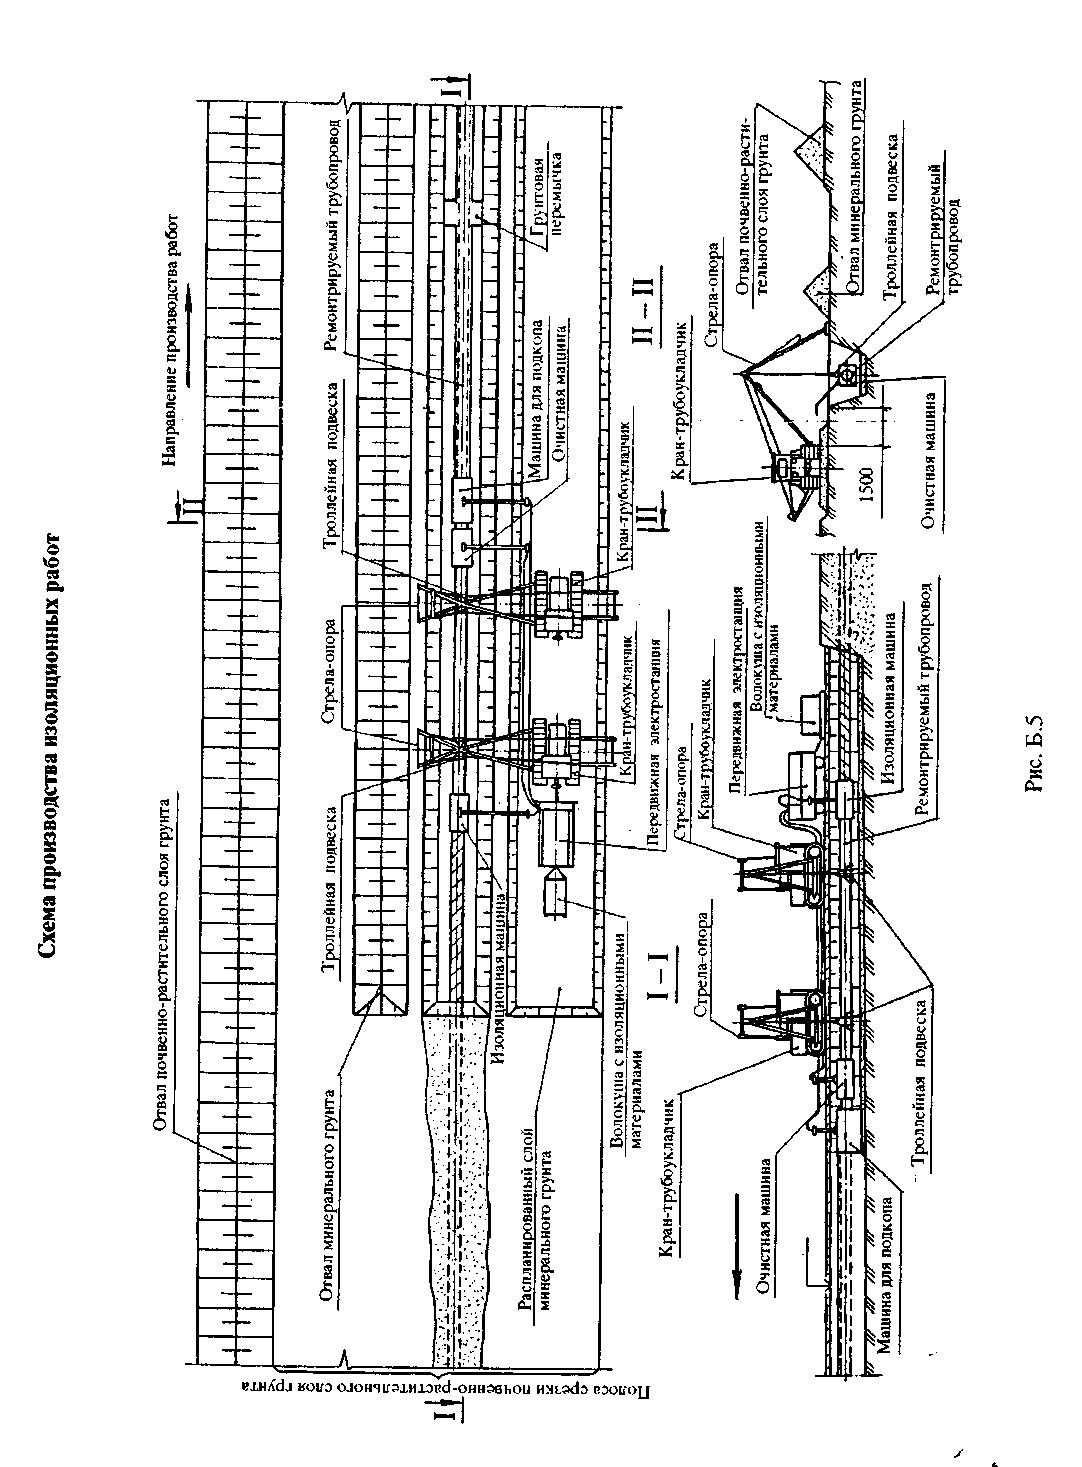 Схема производства изоляционных работ
Отвал почвенно-растительного слоя грунта
Направление производства работ
II
I
Отвал минерального грунта
Троллейная подвеска
Стрела-опора
Троллейная подвеска
Ремонтируемый трубопровод
Полоса срезки почвенно-растительного слоя грунта
I
Распланированный слой
минерального грунта
Изоляционная машина
Волокуша с изоляционными
материалами
Передвижная электростанция
Кран-трубоукладчик
Кран-трубоукладчик
Машина для подкопа
Очистная машина
Грунтовая
перемычка
II
I – I
Кран-трубоукладчик
Стрела-опора
Стрела-опора
Кран-трубоукладчик
Передвижная электростанция
Волокуша с изоляционными
материалами
Очистная машина
Машина для подкопа
Троллейная подвеска
Ремонтируемый трубопровод
Изоляционная машина
II – II
Кран-трубоукладчик
Стрела-опора
Отвал почвенно-расти-
тельного слоя грунта
Отвал минерального грунта
1500
Троллейная подвеска
Ремонтируемый
трубопровод
Очистная машина
Рис. Б.5